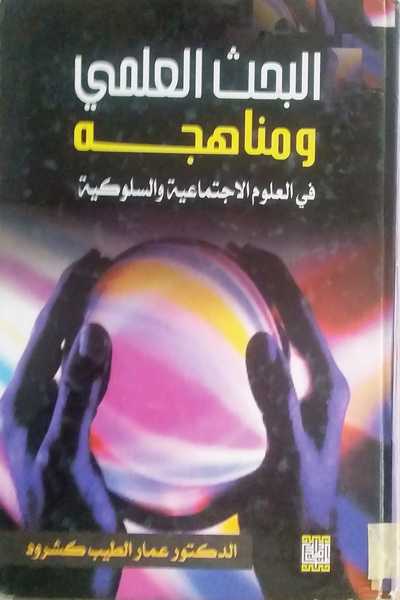 البحث العلمي
ومناهجه
في العلوم الاجتماعية والسلوكية
الدكتور عمار الطيب كشرود